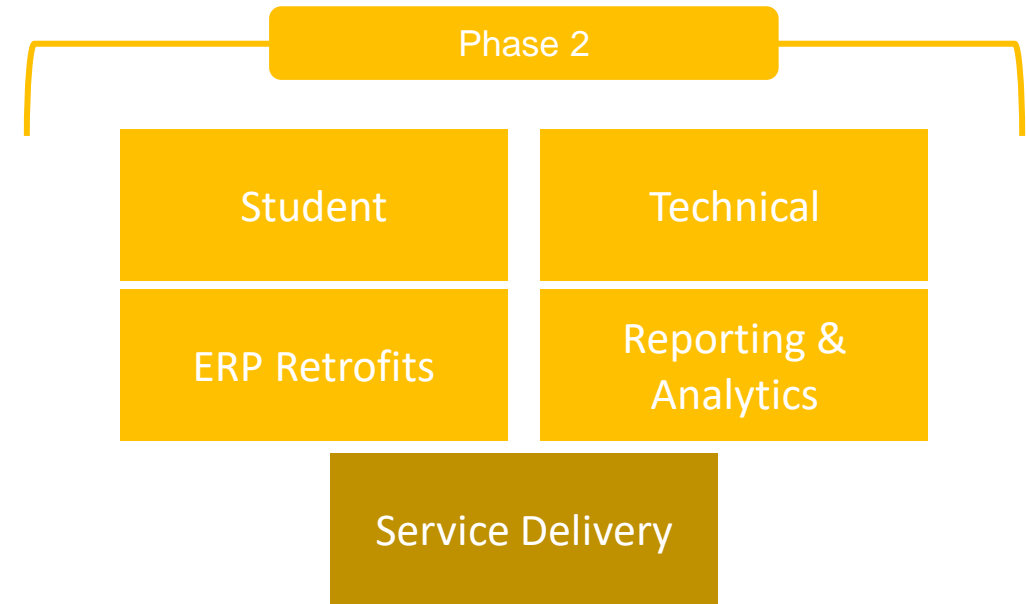 Phase 2
Student
Technical
ERP Retrofits
Reporting &
Analytics
Service Delivery